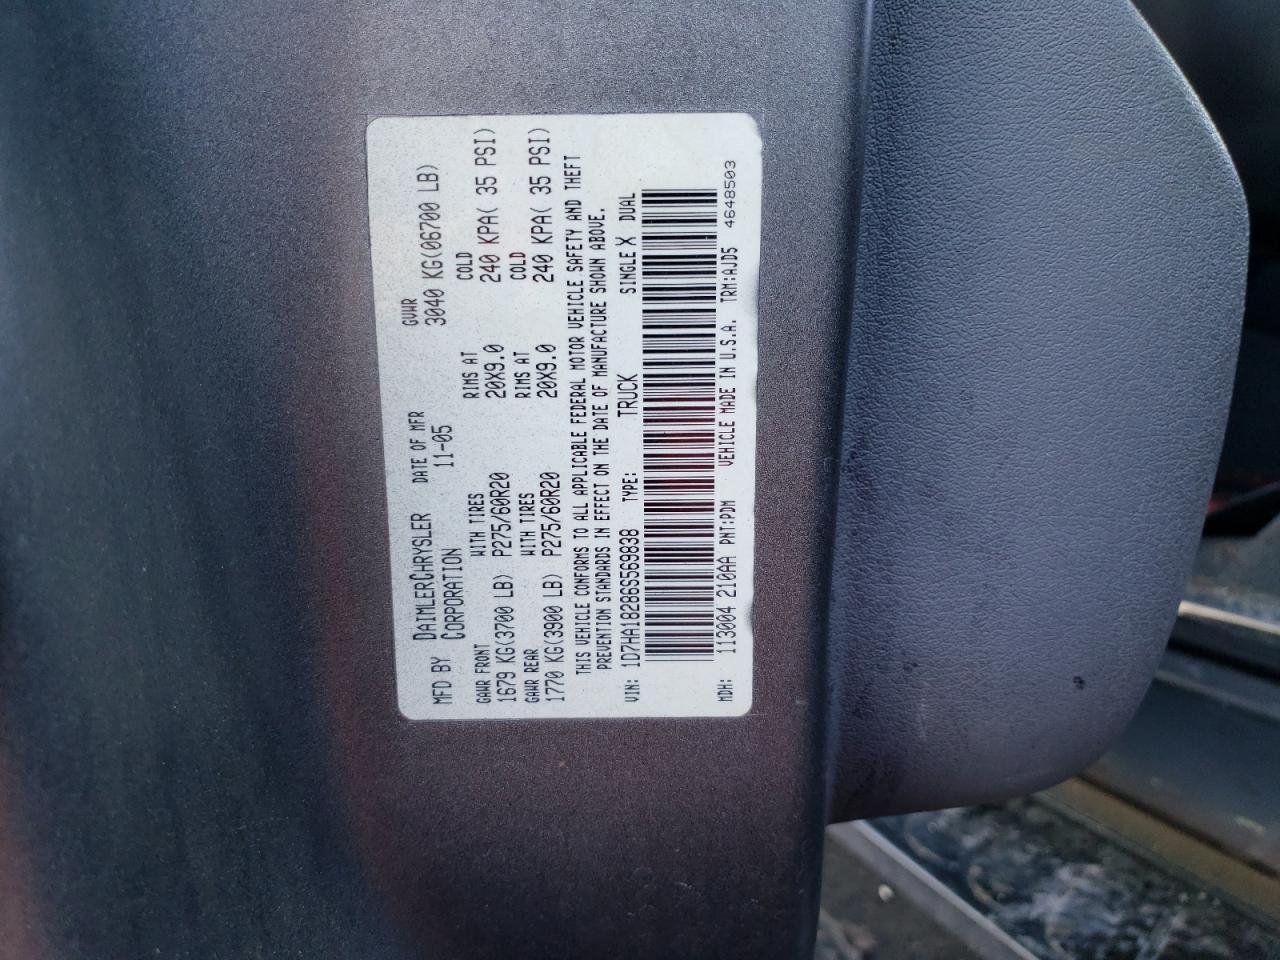 MFD BY DAIMLERCHRYSLER CORPORATION
DATE OF MFR 11-05
GVWR 3040 KG(06700 LB)
GAWR FRONT WITH TIRES RIMS AT COLD
1679 KG(3700 LB) P275/60R20 20X9.0 240 KPA( 35 PSI)
GAWR REAR WITH TIRES RIMS AT COLD
1770 KG(3900 LB) P275/60R20 20X9.0 240 KPA( 35 PSI)
THIS VEHICLE CONFORMS TO ALL APPLICABLE FEDERAL MOTOR VEHICLE SAFETY AND THEFT
PREVENTION STANDARDS IN EFFECT ON THE DATE OF MANUFACTURE SHOWN ABOVE.
VIN: 1D7HA18286S569838 TYPE: TRUCK SINGLE X DUAL
MDH: 113004 210AA PNT:PDM VEHICLE MADE IN U.S.A. TRM:AJD5 4648503